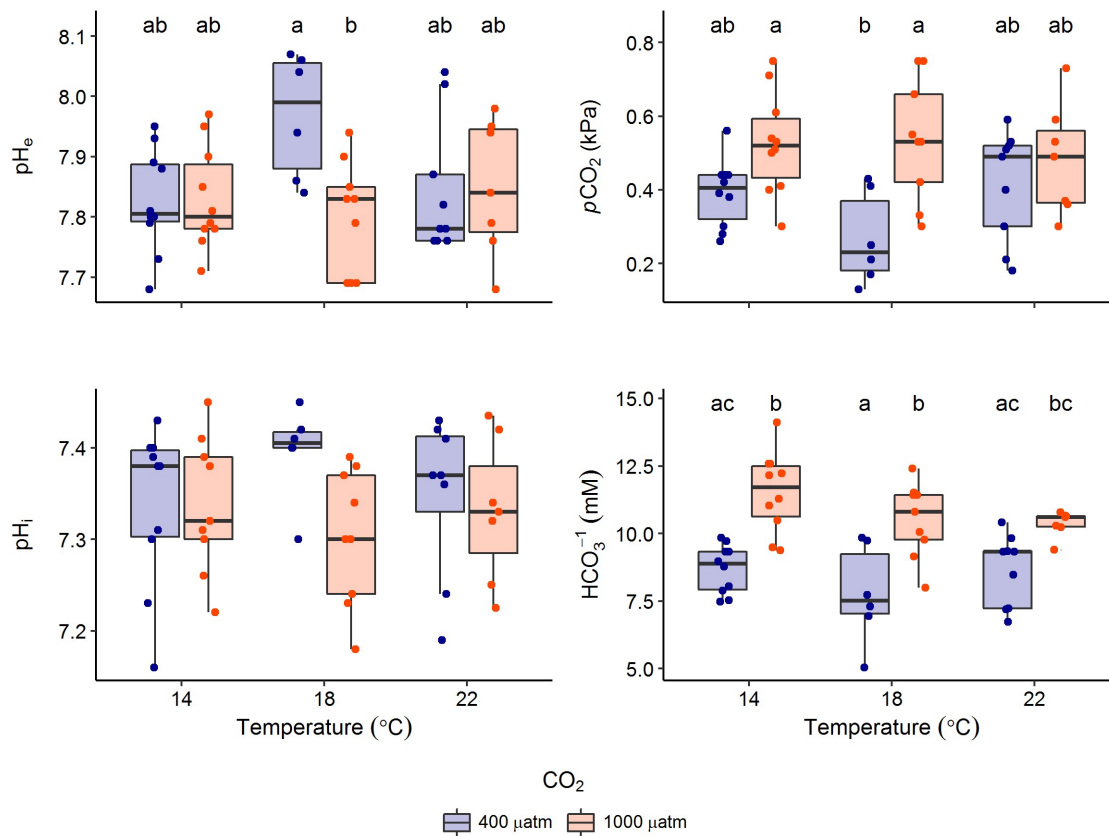 ab ab a b ab ab
8.1
8.0
7.9
7.8
7.7
pHe
ab a b a ab ab
0.8
0.6
0.4
0.2
pCO2 (kPa)
7.4
7.3
7.2
pHi
14 18 22
Temperature (°C)
ac b a b ac bc
15.0
12.5
10.0
7.5
5.0
HCO3⁻¹ (mM)
14 18 22
Temperature (°C)
CO2
400 μatm 1000 μatm